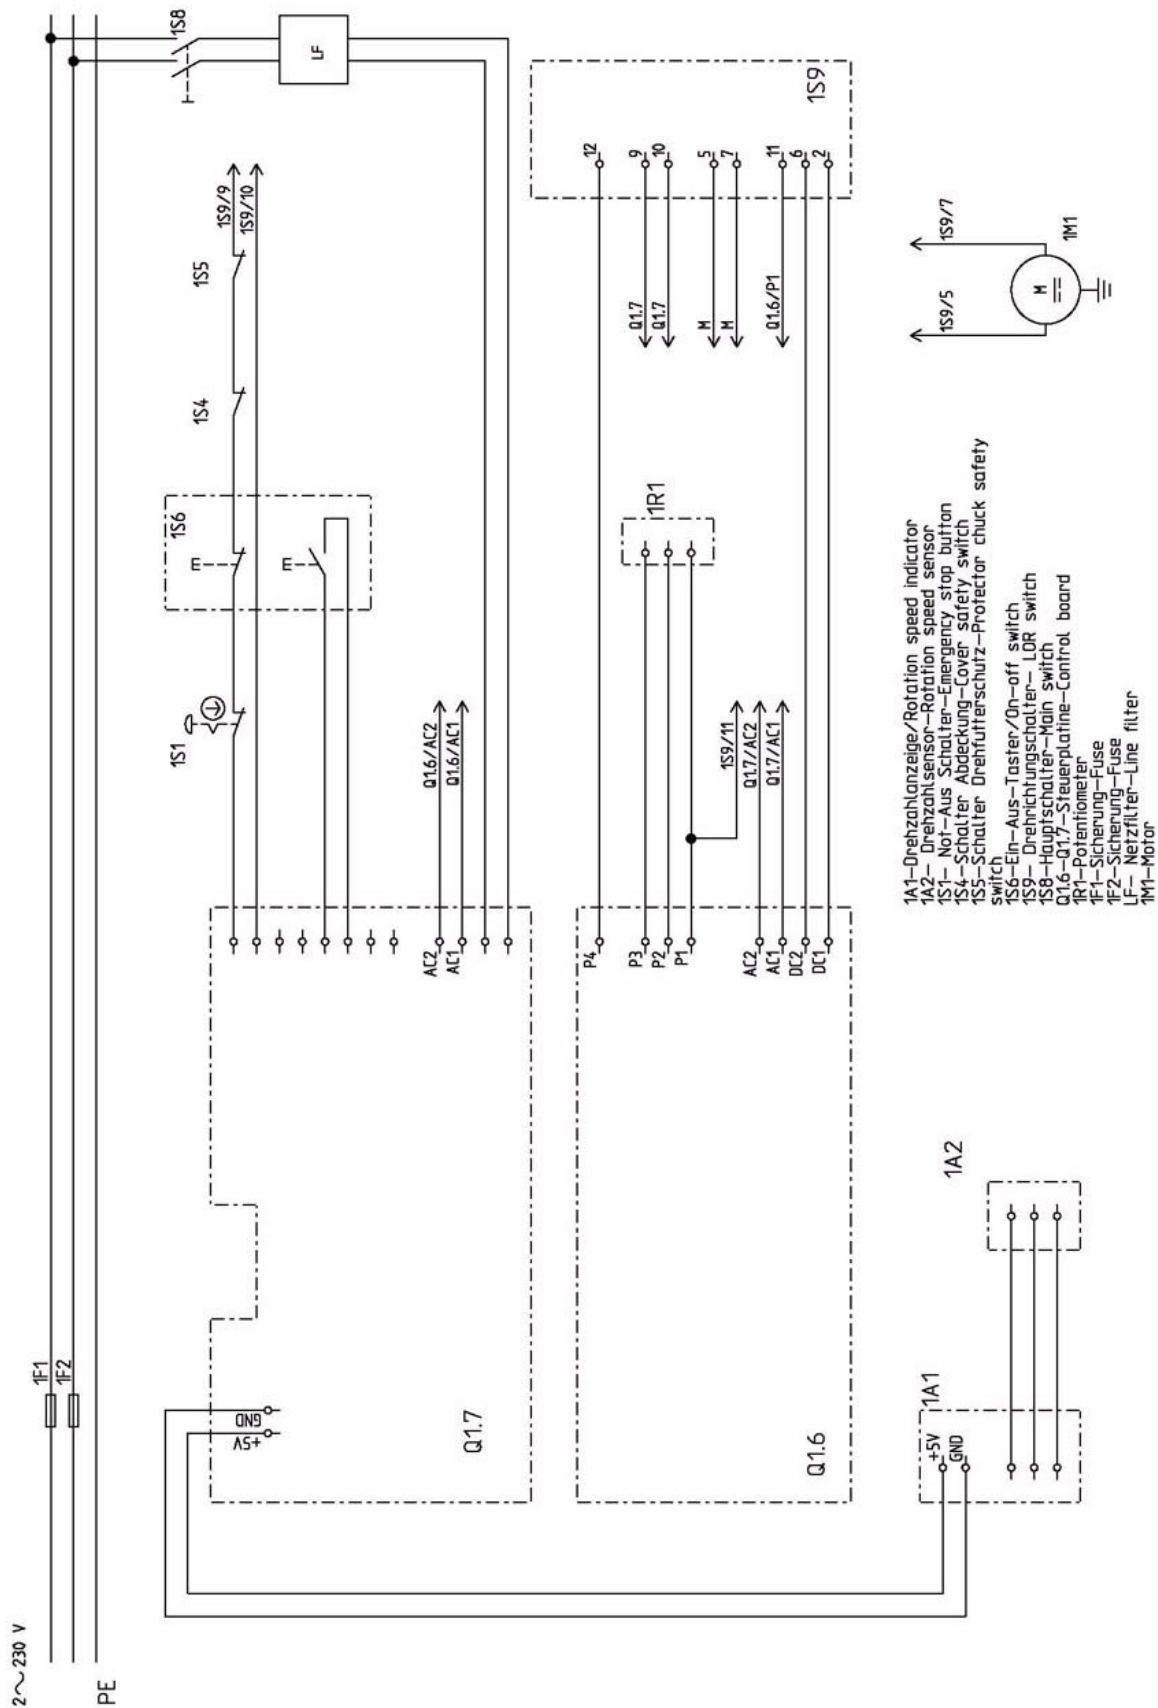 2~230 V
PE
1F1
1F2
1S8
LF
1S1
1S6
E
E
1S4
1S5
1S9/9
1S9/10
GND
+5V
Q1.7
AC2
AC1
Q1.6/AC2
Q1.6/AC1
Q1.6
P4
P3
P2
P1
AC2
AC1
DC2
DC1
1S9/11
Q1.7/AC2
Q1.7/AC1
1R1
Q1.7
Q1.7
M
M
Q1.6/P1
12
9
10
5
7
11
6
2
1S9
1A1
+5V
GND
1A2
1S9/5
1S9/7
M
1M1
1A1-Drehzahlanzeige/Rotation speed indicator
1A2- Drehzahlsensor-Rotation speed sensor
1S1- Not-Aus Schalter-Emergency stop button
1S4-Schalter Abdeckung-Cover safety switch
1S5-Schalter Drehfutterschutz-Protector chuck safety
switch
1S6-Ein-Aus-Taster/On-off switch
1S9- Drehrichtungschalter- LOR switch
1S8-Hauptschalter-Main switch
Q1.6-Q1.7-Steuerplatine-Control board
1R1-Potentiometer
1F1-Sicherung-Fuse
1F2-Sicherung-Fuse
LF- Netzfilter-Line filter
1M1-Motor